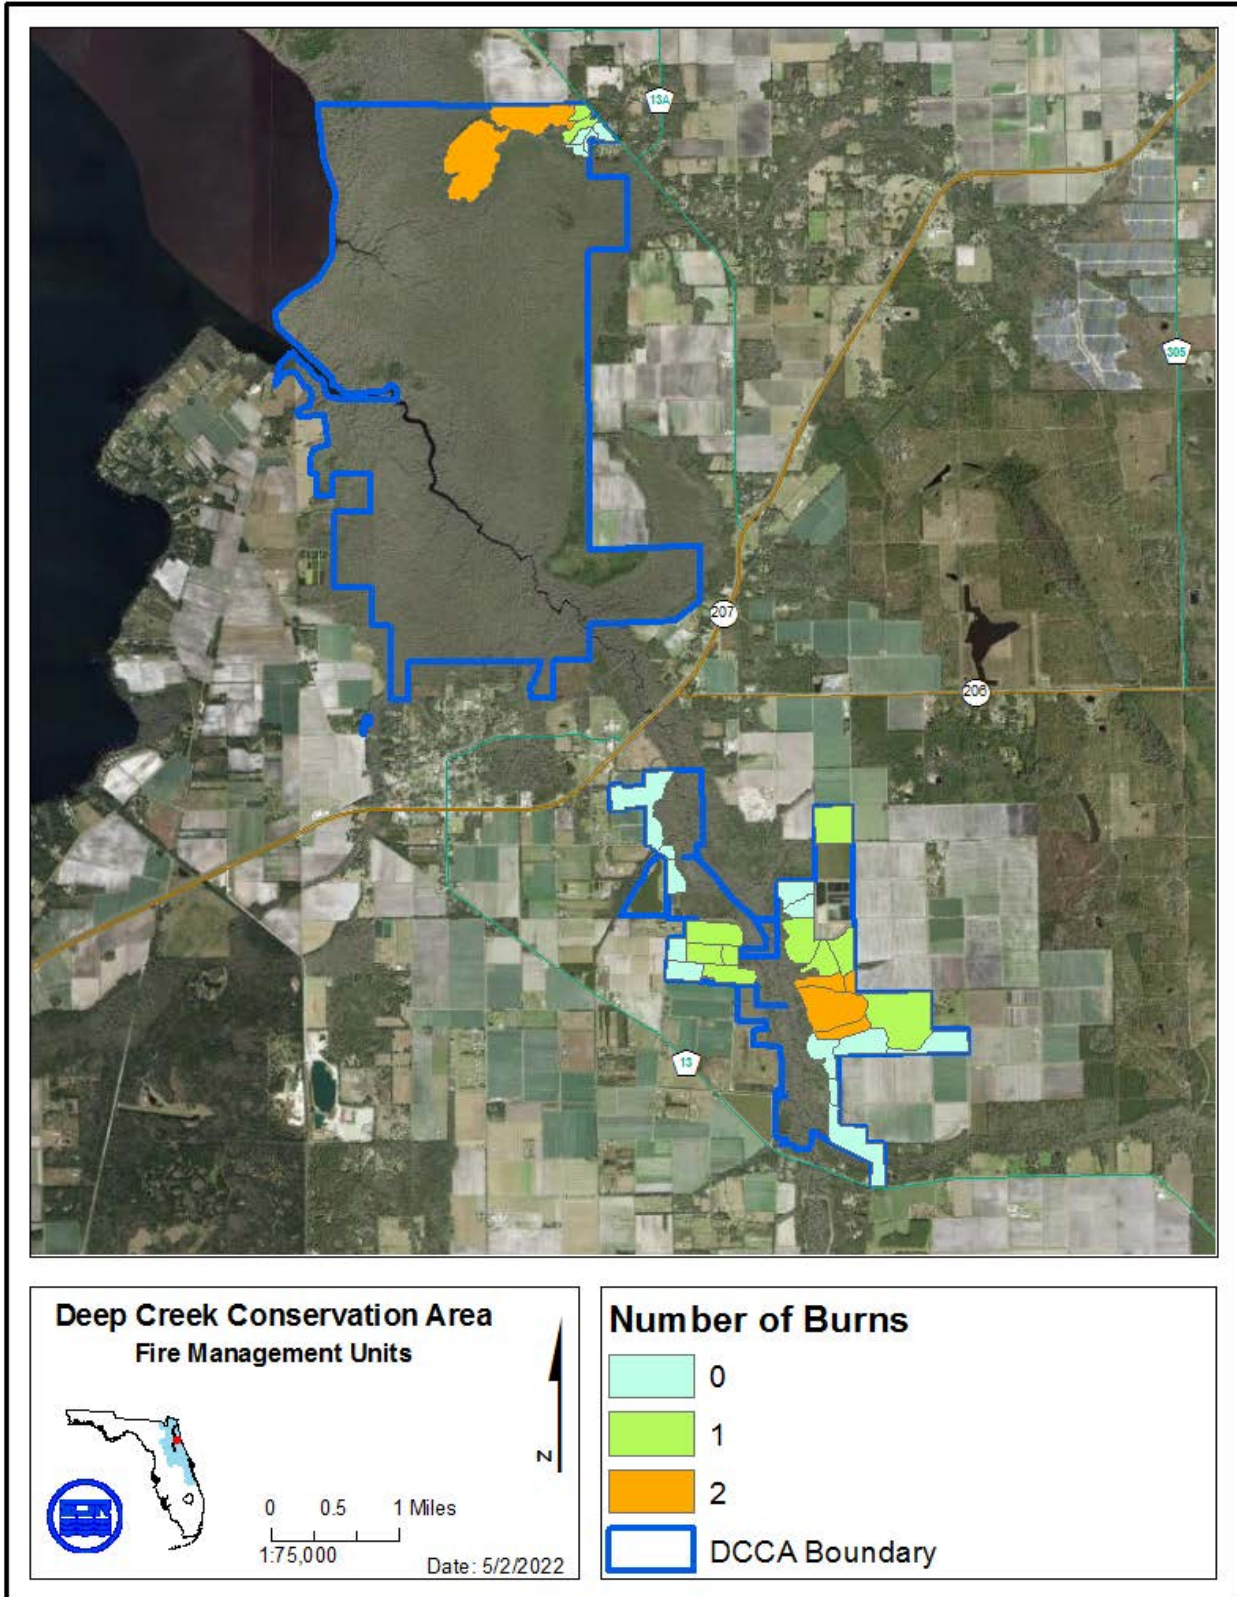 13A
305
207
206
13
Deep Creek Conservation Area
Fire Management Units
N
0 0.5 1 Miles
1:75,000
Date: 5/2/2022
Number of Burns
0
1
2
DCCA Boundary